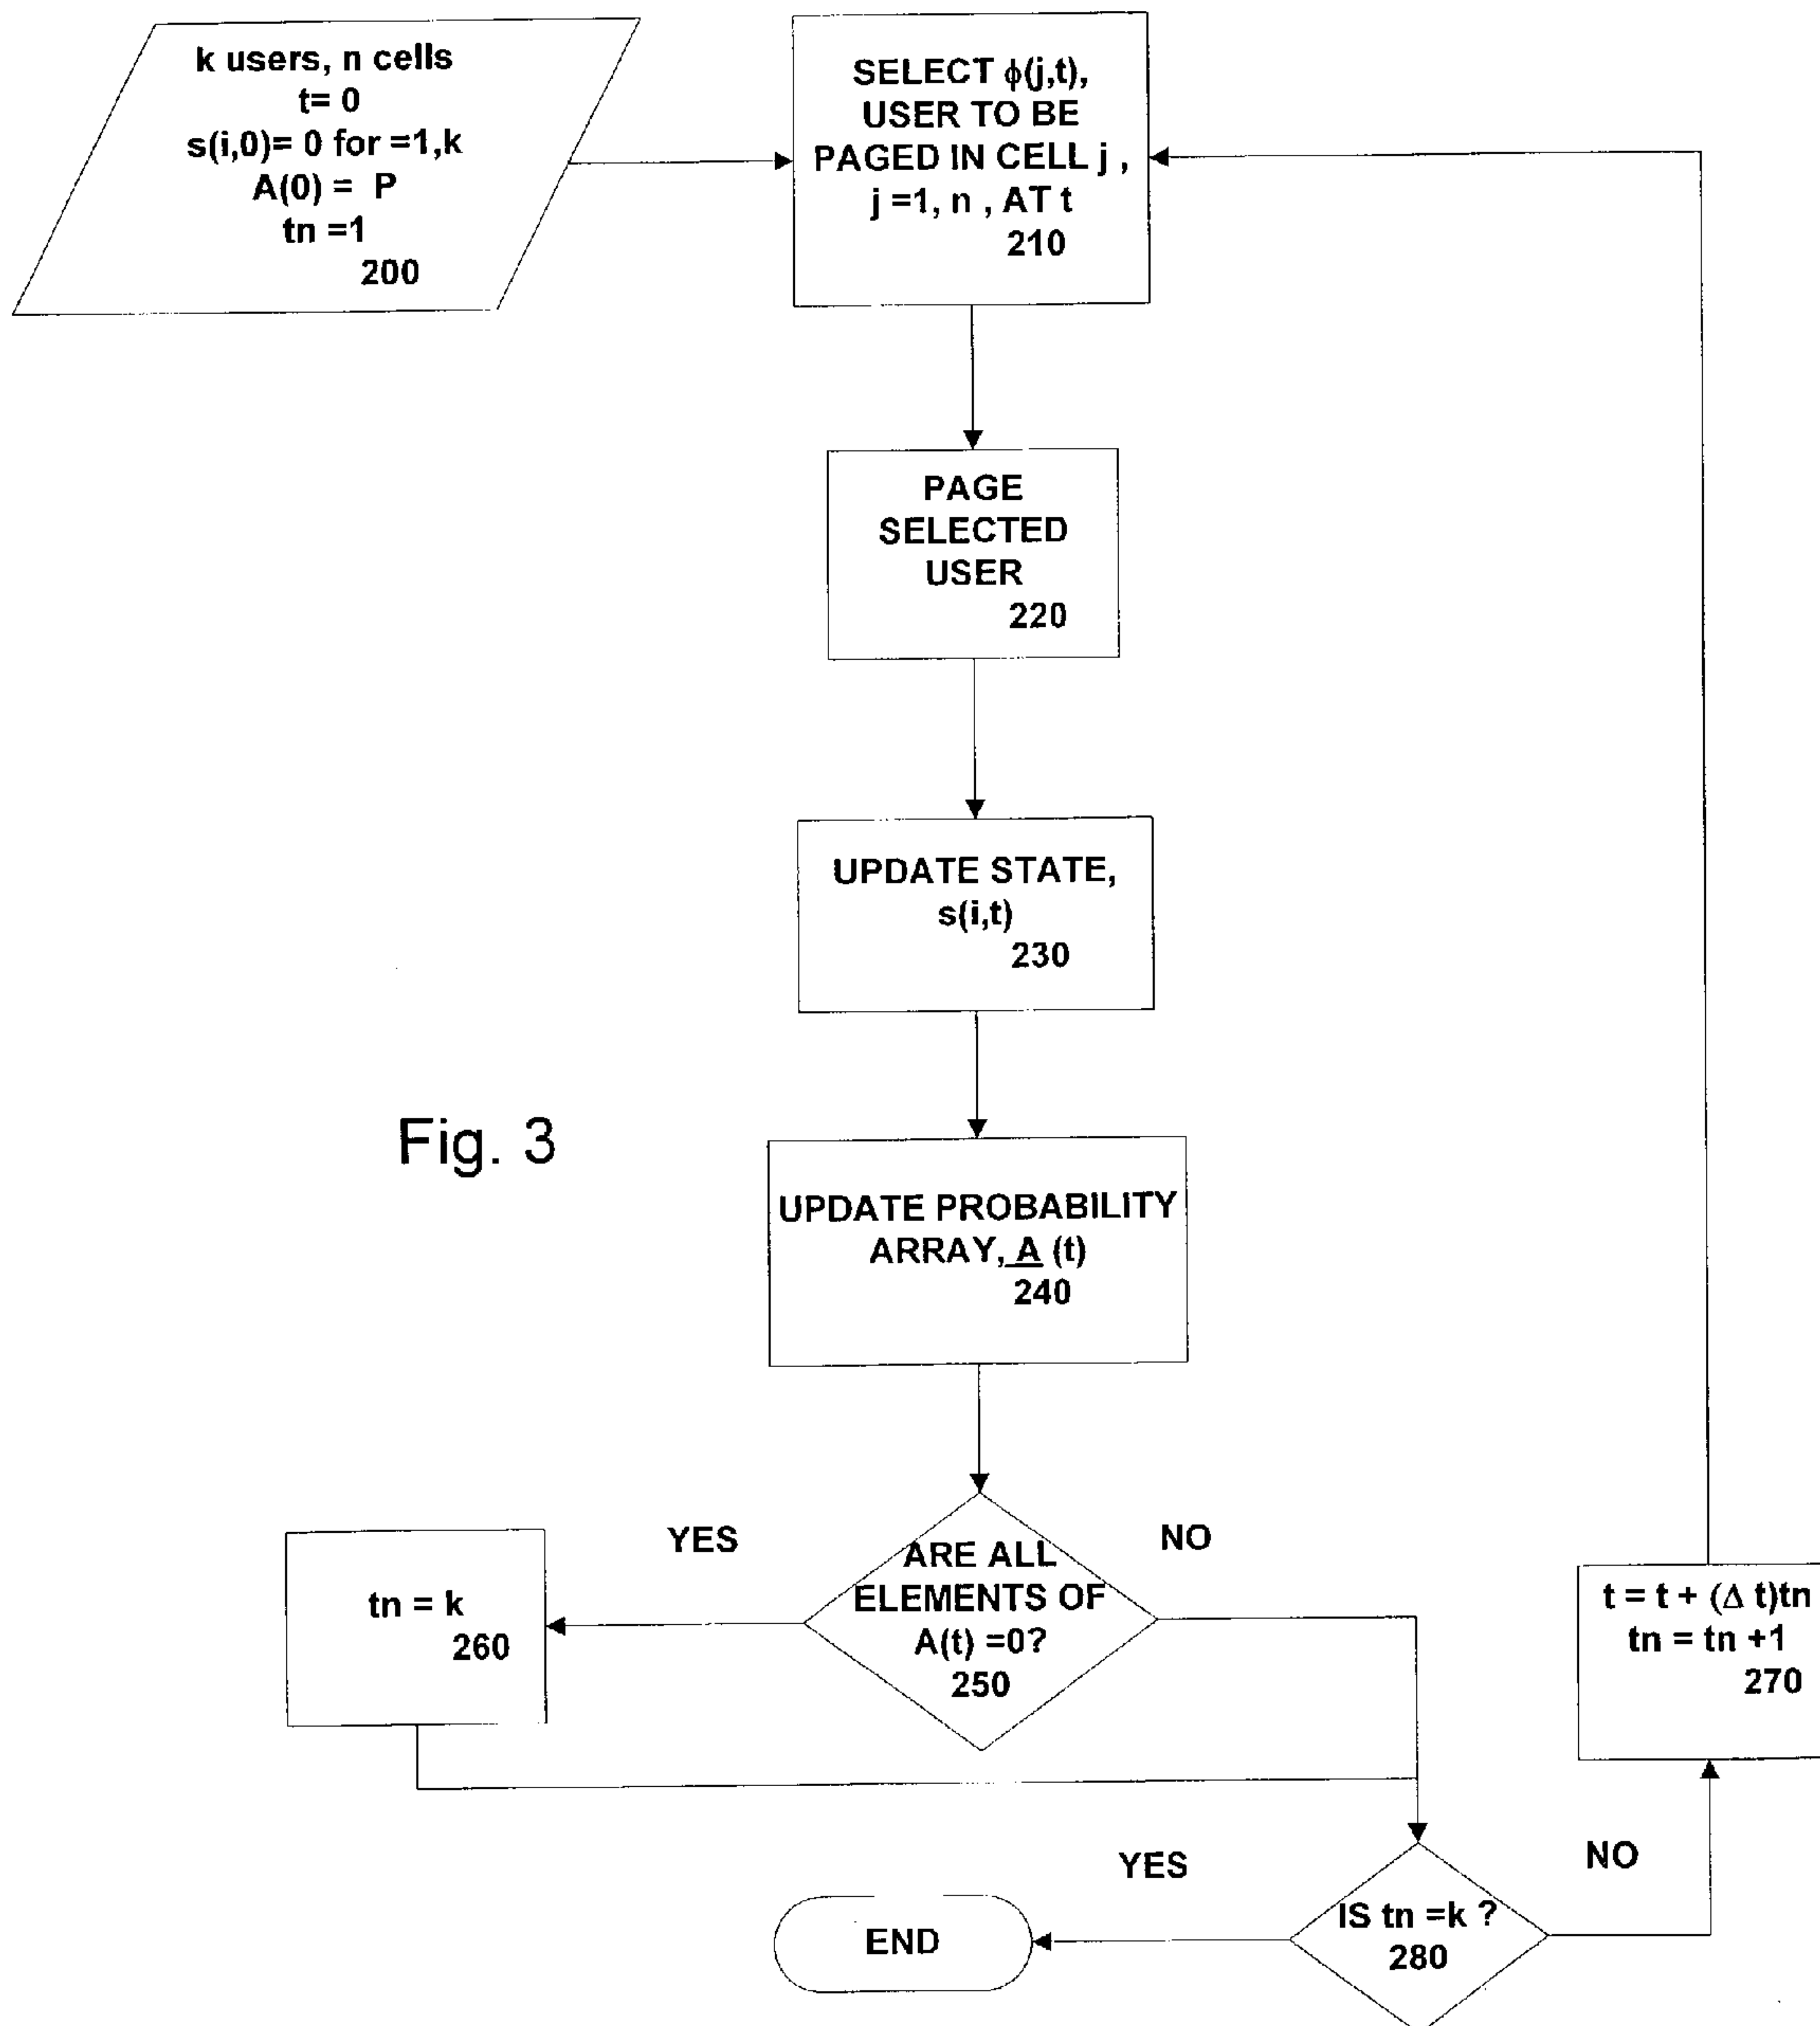 k users, n cells
t= 0
s(i,0)= 0 for =1,k
A(0) = P
tn =1
200
SELECT ϕ(j,t),
USER TO BE
PAGED IN CELL j ,
j =1, n , AT t
210
PAGE
SELECTED
USER
220
UPDATE STATE,
s(i,t)
230
Fig. 3
UPDATE PROBABILITY
ARRAY, A (t)
240
YES
NO
ARE ALL
ELEMENTS OF
A(t) =0?
250
tn = k
260
t = t + (Δ t)tn
tn = tn +1
270
YES
NO
IS tn =k ?
280
END